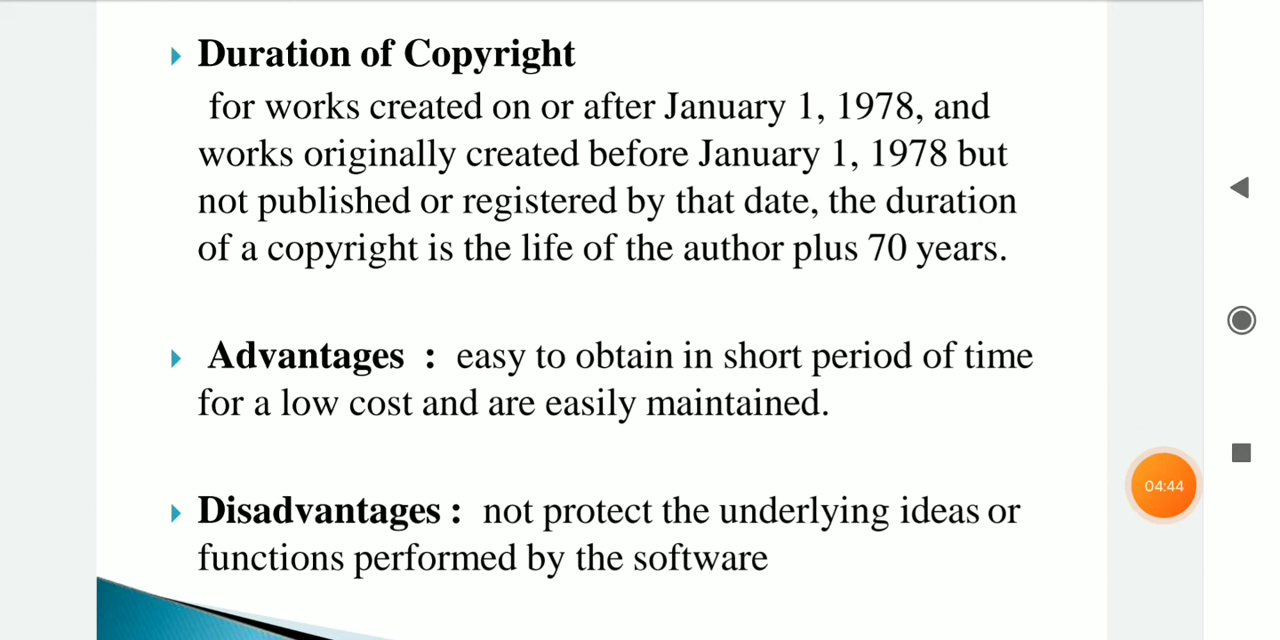 Duration of Copyright
for works created on or after January 1, 1978, and
works originally created before January 1, 1978 but
not published or registered by that date, the duration
of a copyright is the life of the author plus 70 years.
Advantages : easy to obtain in short period of time
for a low cost and are easily maintained.
Disadvantages : not protect the underlying ideas or
functions performed by the software
04:44